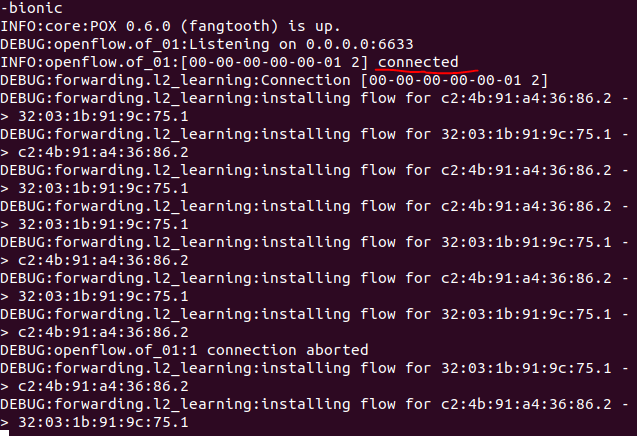 -bionic
INFO:core:POX 0.6.0 (fangtooth) is up.
DEBUG:openflow.of_01:Listening on 0.0.0.0:6633
INFO:openflow.of_01:[00-00-00-00-00-01 2] connected
DEBUG:forwarding.l2_learning:Connection [00-00-00-00-00-01 2]
DEBUG:forwarding.l2_learning:installing flow for c2:4b:91:a4:36:86.2 -
> 32:03:1b:91:9c:75.1
DEBUG:forwarding.l2_learning:installing flow for 32:03:1b:91:9c:75.1 -
> c2:4b:91:a4:36:86.2
DEBUG:forwarding.l2_learning:installing flow for c2:4b:91:a4:36:86.2 -
> 32:03:1b:91:9c:75.1
DEBUG:forwarding.l2_learning:installing flow for c2:4b:91:a4:36:86.2 -
> 32:03:1b:91:9c:75.1
DEBUG:forwarding.l2_learning:installing flow for 32:03:1b:91:9c:75.1 -
> c2:4b:91:a4:36:86.2
DEBUG:forwarding.l2_learning:installing flow for c2:4b:91:a4:36:86.2 -
> 32:03:1b:91:9c:75.1
DEBUG:forwarding.l2_learning:installing flow for 32:03:1b:91:9c:75.1 -
> c2:4b:91:a4:36:86.2
DEBUG:openflow.of_01:1 connection aborted
DEBUG:forwarding.l2_learning:installing flow for 32:03:1b:91:9c:75.1 -
> c2:4b:91:a4:36:86.2
DEBUG:forwarding.l2_learning:installing flow for c2:4b:91:a4:36:86.2 -
> 32:03:1b:91:9c:75.1